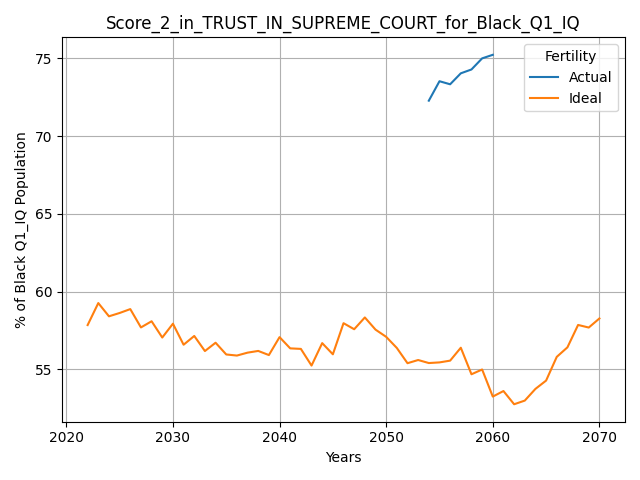 Score_2_in_TRUST_IN_SUPREME_COURT_for_Black_Q1_IQ
Fertility
Actual
Ideal
% of Black Q1_IQ Population
75
70
65
60
55
2020
2030
2040
2050
2060
2070
Years